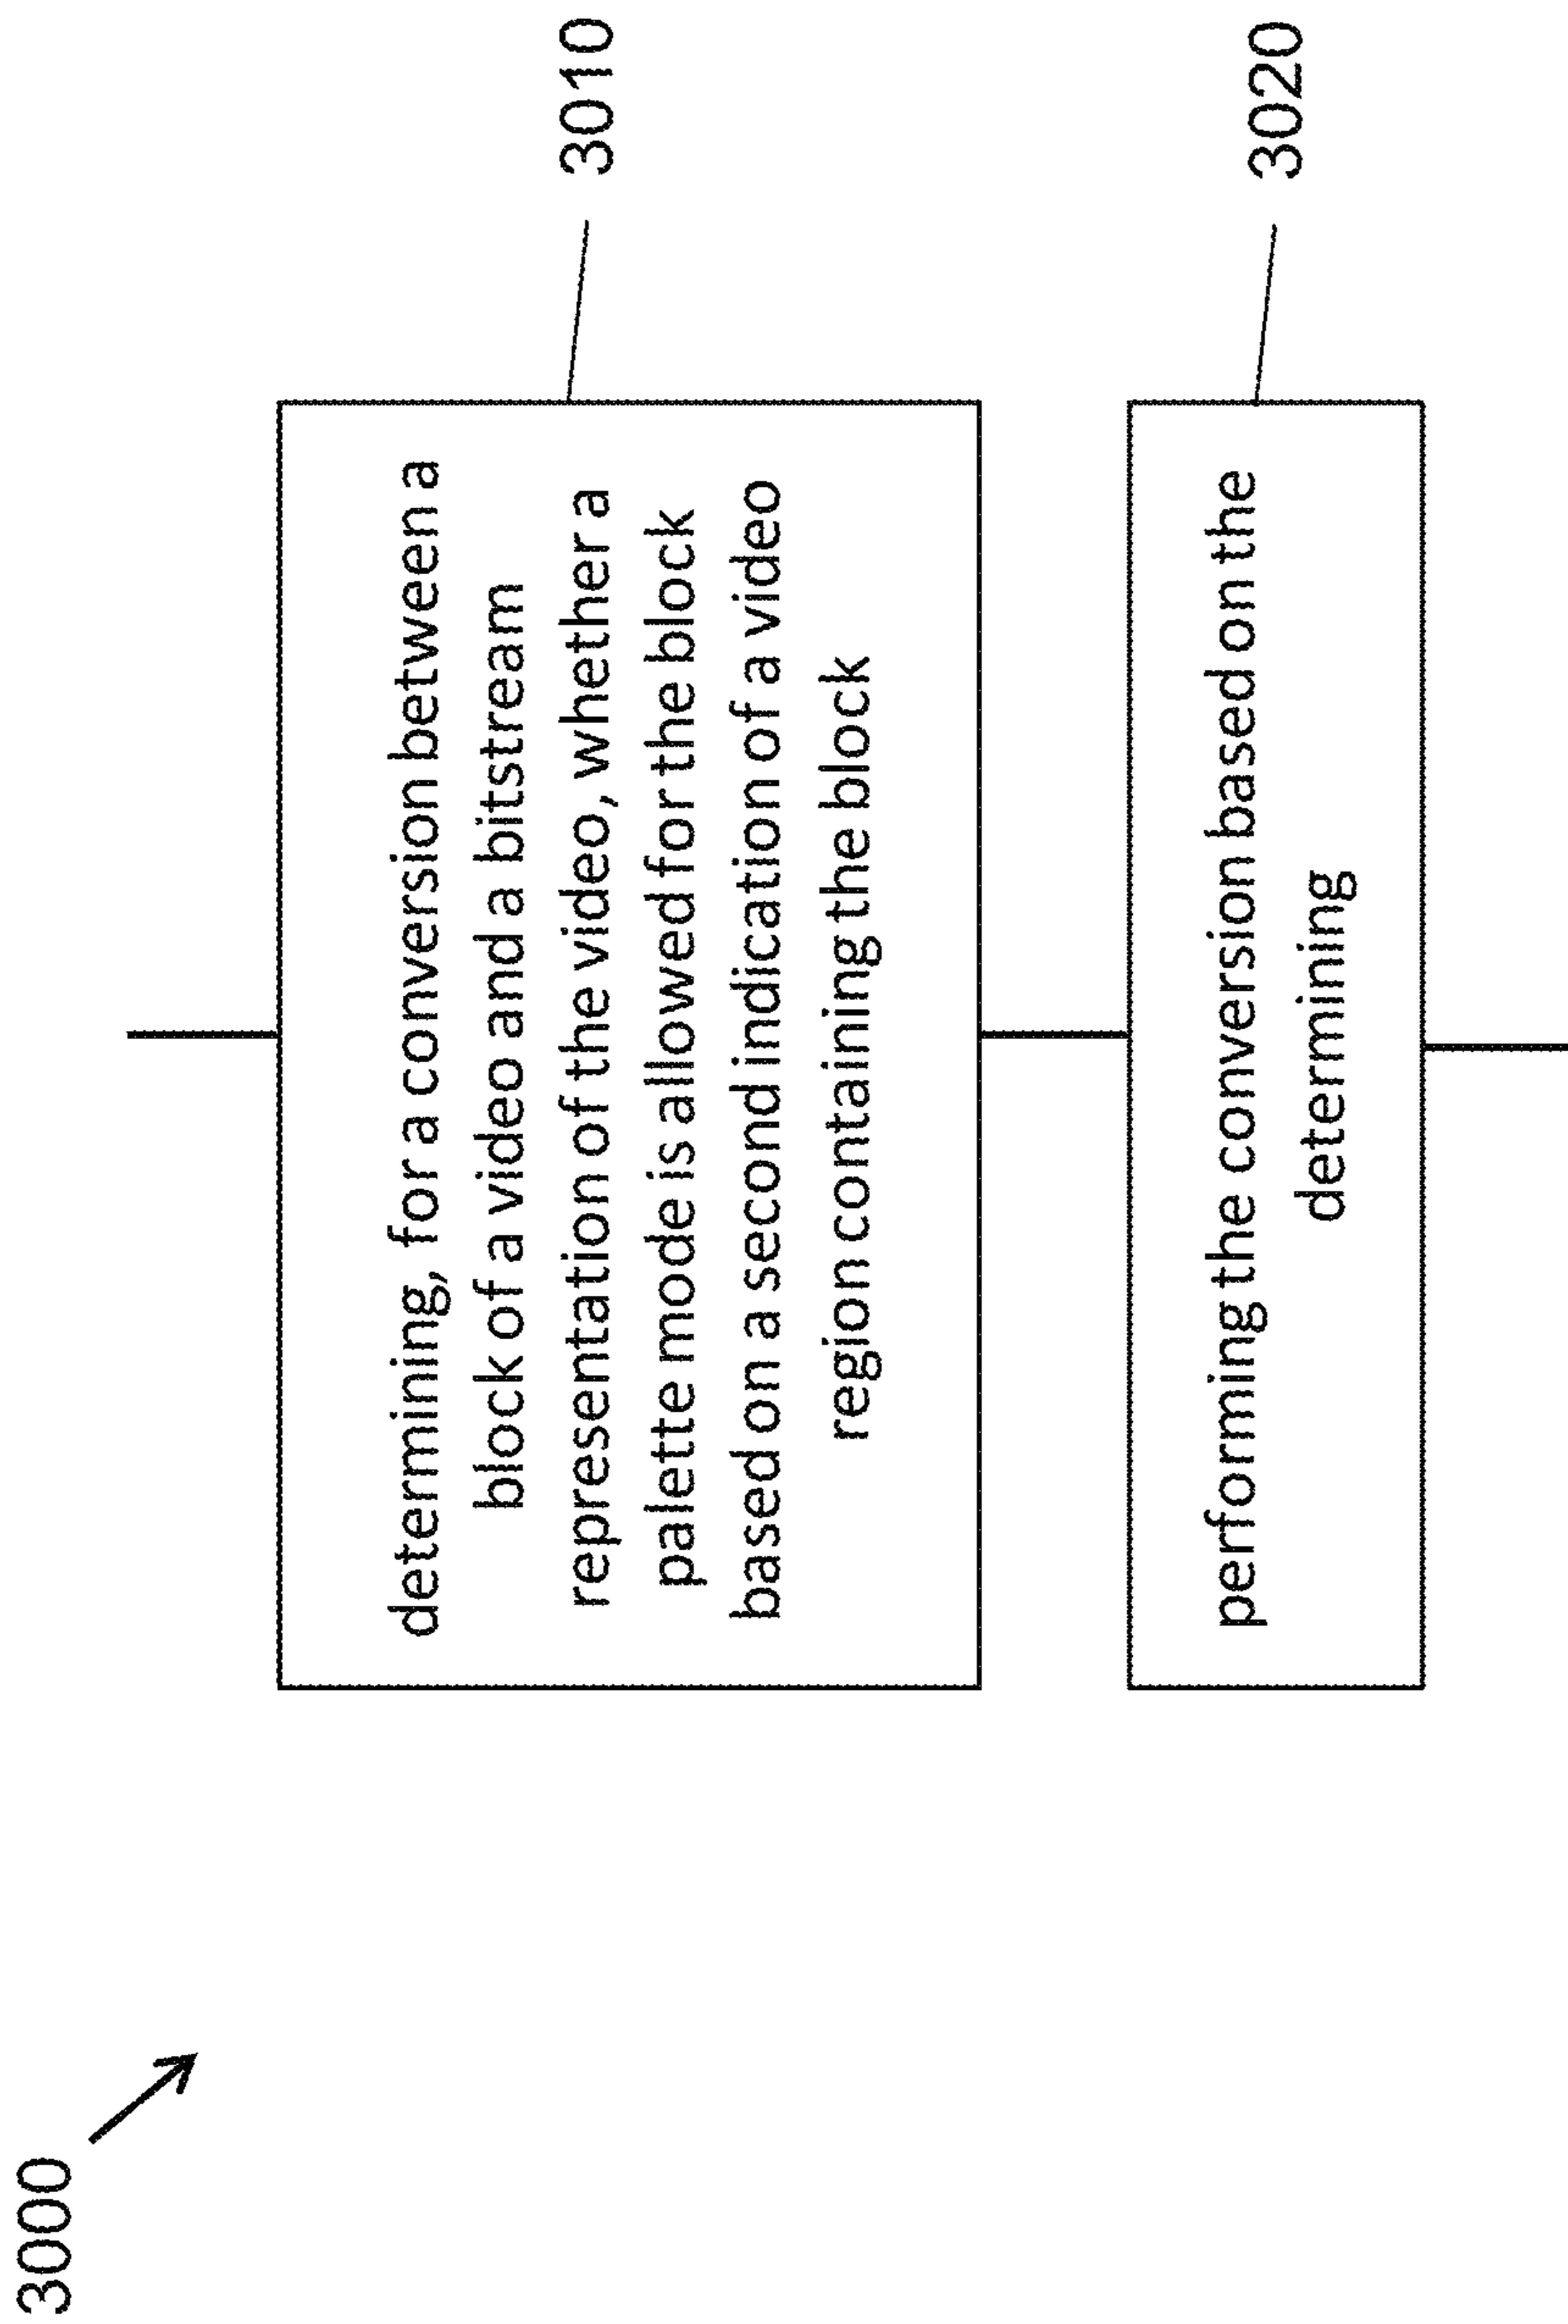 3000
determining, for a conversion between a
block of a video and a bitstream
representation of the video, whether a
palette mode is allowed for the block
based on a second indication of a video
region containing the block
3010
performing the conversion based on the
determining
3020